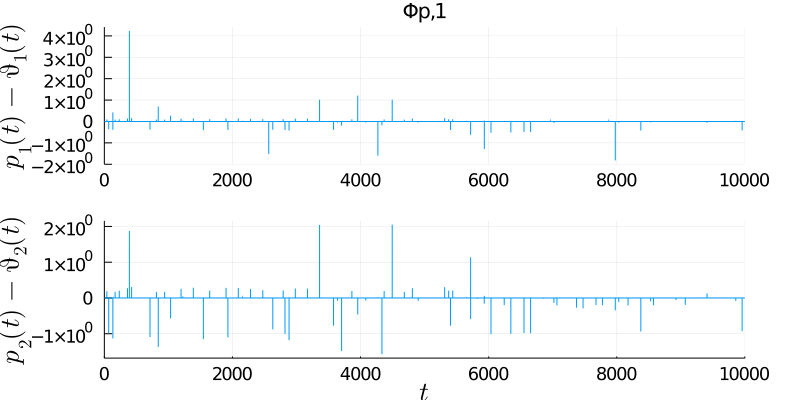 Φp,1
p₁(t) − ϑ₁(t)
4×10⁰
3×10⁰
2×10⁰
1×10⁰
0
−1×10⁰
−2×10⁰
0 2000 4000 6000 8000 10000
p₂(t) − ϑ₂(t)
2×10⁰
1×10⁰
0
−1×10⁰
0 2000 4000 6000 8000 10000
t